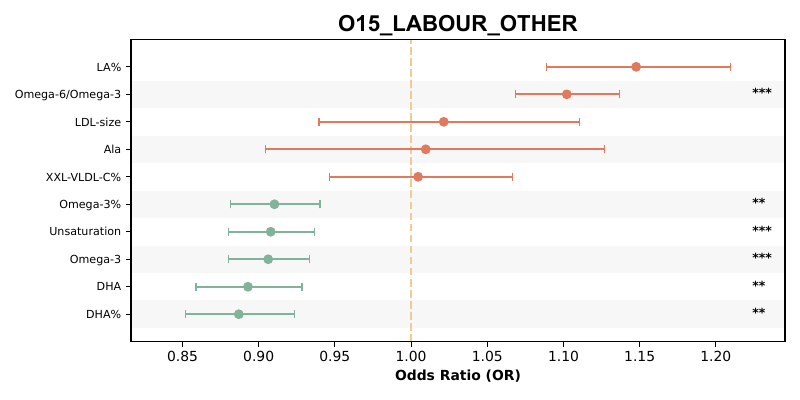 O15_LABOUR_OTHER
LA%
Omega-6/Omega-3 ***
LDL-size
Ala
XXL-VLDL-C%
Omega-3% **
Unsaturation ***
Omega-3 ***
DHA **
DHA% **
0.85 0.90 0.95 1.00 1.05 1.10 1.15 1.20
Odds Ratio (OR)